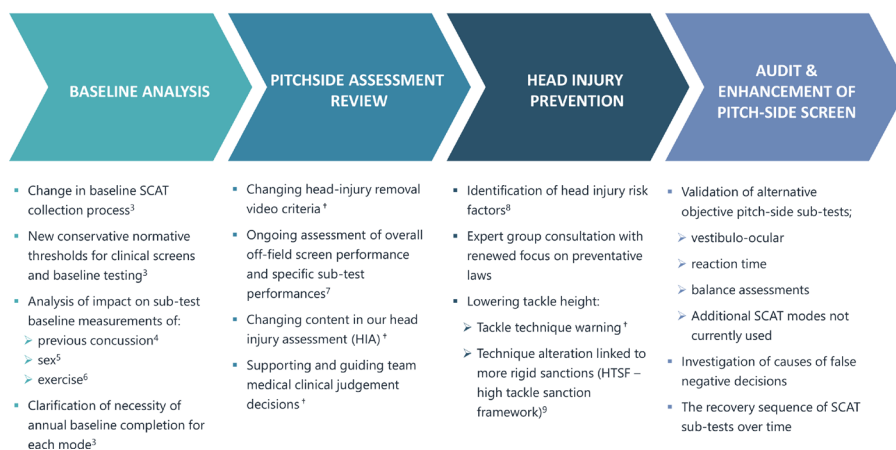 BASELINE ANALYSIS
▪ Change in baseline SCAT
collection process³
▪ New conservative normative
thresholds for clinical screens
and baseline testing³
▪ Analysis of impact on sub-test
baseline measurements of:
➢ previous concussion⁴
➢ sex⁵
➢ exercise⁶
▪ Clarification of necessity of
annual baseline completion for
each mode³
PITCHSIDE ASSESSMENT
REVIEW
▪ Changing head-injury removal
video criteria †
▪ Ongoing assessment of overall
off-field screen performance
and specific sub-test
performances⁷
▪ Changing content in our head
injury assessment (HIA) †
▪ Supporting and guiding team
medical clinical judgement
decisions †
HEAD INJURY
PREVENTION
▪ Identification of head injury risk
factors⁸
▪ Expert group consultation with
renewed focus on preventative
laws
▪ Lowering tackle height:
➢ Tackle technique warning †
➢ Technique alteration linked to
more rigid sanctions (HTSF –
high tackle sanction
framework)⁹
AUDIT &
ENHANCEMENT OF
PITCH-SIDE SCREEN
▪ Validation of alternative
objective pitch-side sub-tests;
➢ vestibulo-ocular
➢ reaction time
➢ balance assessments
➢ Additional SCAT modes not
currently used
▪ Investigation of causes of false
negative decisions
▪ The recovery sequence of SCAT
sub-tests over time